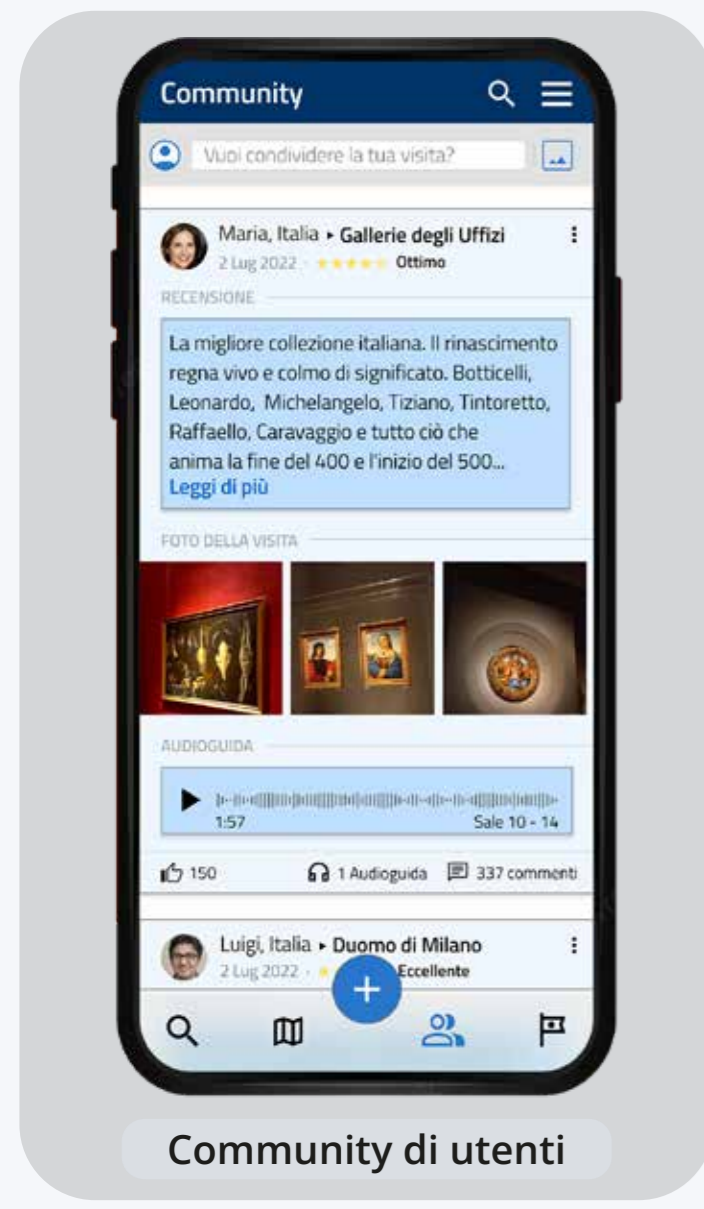 Community
Vuoi condividere la tua visita?
Maria, Italia ▸ Gallerie degli Uffizi
2 Lug 2022 · Ottimo
RECENSIONE
La migliore collezione italiana. Il rinascimento
regna vivo e colmo di significato. Botticelli,
Leonardo, Michelangelo, Tiziano, Tintoretto,
Raffaello, Caravaggio e tutto ciò che
anima la fine del 400 e l'inizio del 500...
Leggi di più
FOTO DELLA VISITA
AUDIOGUIDA
1:57 Sale 10 - 14
150 1 Audioguida 337 commenti
Luigi, Italia ▸ Duomo di Milano
2 Lug 2022 · Eccellente
Community di utenti